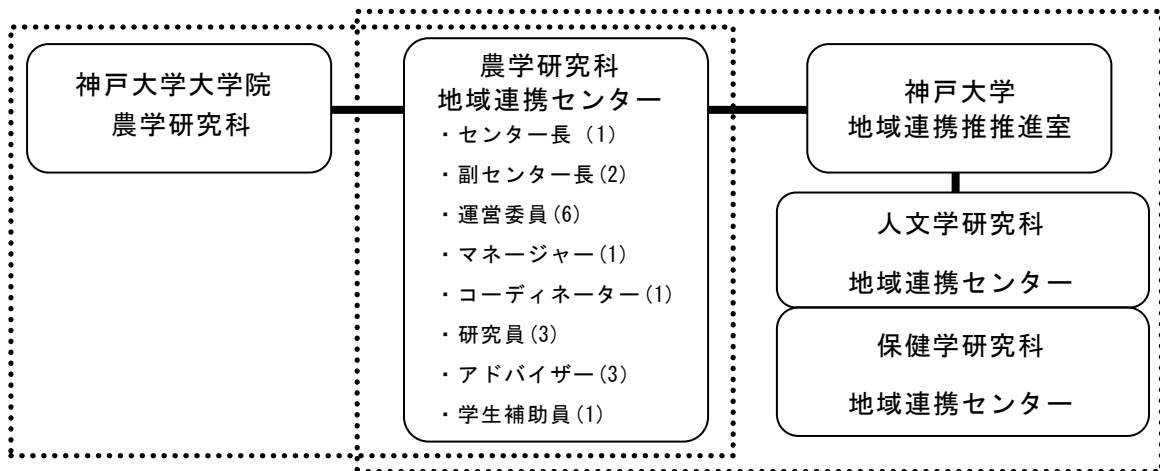 神戸大学大学院
農学研究科
農学研究科
地域連携センター
・センター長 (1)
・副センター長(2)
・運営委員(6)
・マネージャー(1)
・コーディネーター(1)
・研究員(3)
・アドバイザー(3)
・学生補助員(1)
神戸大学
地域連携推推進室
人文学研究科
地域連携センター
保健学研究科
地域連携センター